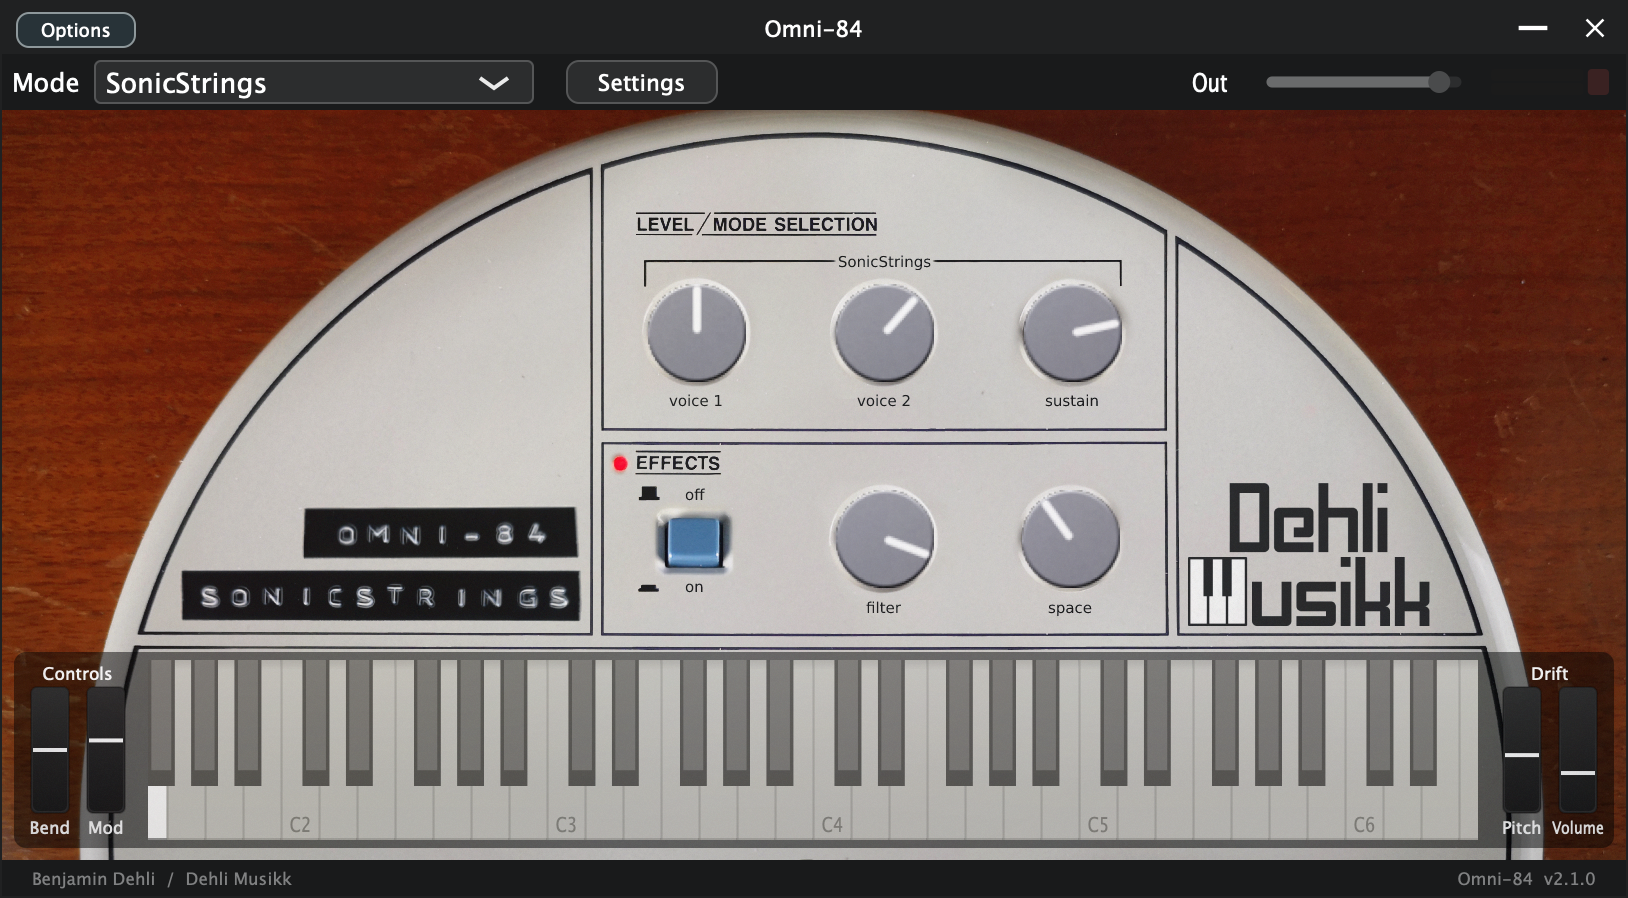 Options
Omni-84
Mode
SonicStrings
Settings
Out
LEVEL/MODE SELECTION
SonicStrings
voice 1
voice 2
sustain
EFFECTS
off
on
filter
space
OMNI-84
SONICSTRINGS
Dehli
Musikk
Controls
Bend
Mod
C2
C3
C4
C5
C6
Drift
Pitch
Volume
Benjamin Dehli / Dehli Musikk
Omni-84 v2.1.0